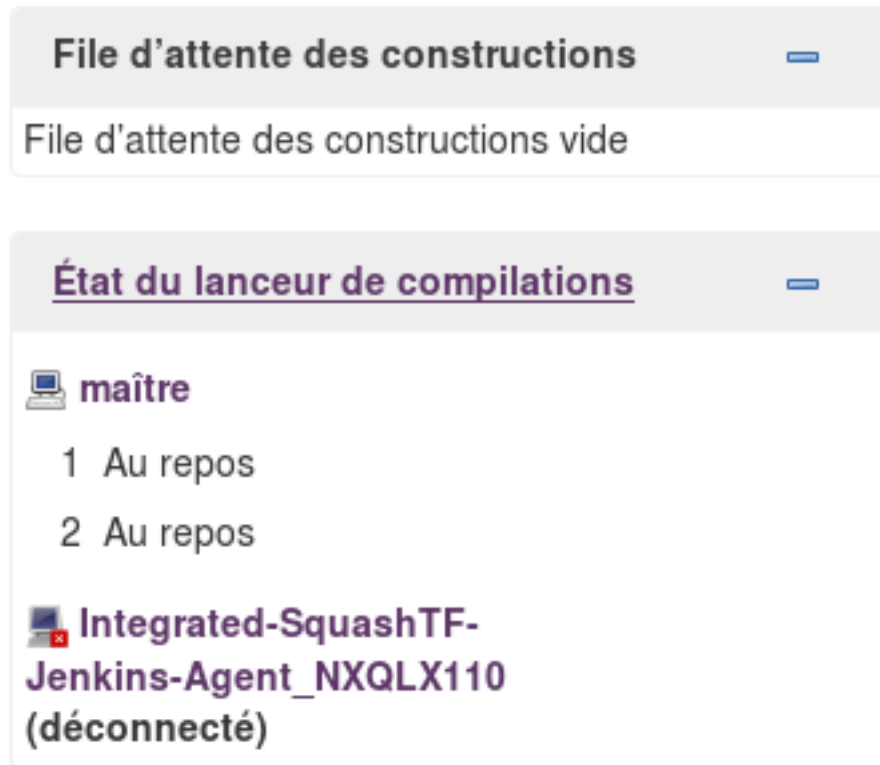 File d'attente des constructions
File d'attente des constructions vide
État du lanceur de compilations
maître
1 Au repos
2 Au repos
Integrated-SquashTF-
Jenkins-Agent_NXQLX110
(déconnecté)